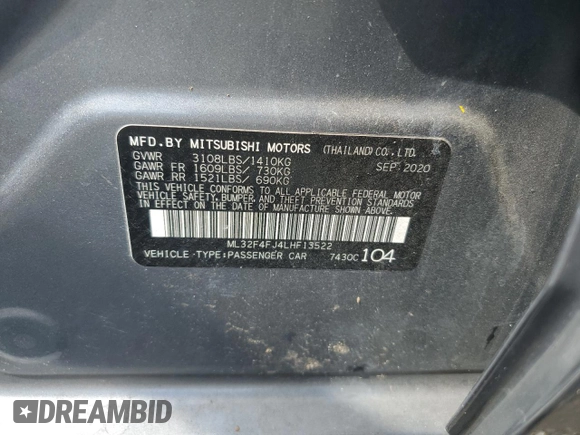 MFD.BY MITSUBISHI MOTORS (THAILAND) CO., LTD.
GVWR 3108LBS/1410KG SEP 2020
GAWR FR 1609LBS/ 730KG
GAWR RR 1521LBS/ 690KG
THIS VEHICLE CONFORMS TO ALL APPLICABLE FEDERAL MOTOR
VEHICLE SAFETY, BUMPER, AND THEFT PREVENTION STANDARDS
IN EFFECT ON THE DATE OF MANUFACTURE SHOWN ABOVE.
ML32F4FJ4LHF13522
VEHICLE-TYPE:PASSENGER CAR 7430C 104
DREAMBID